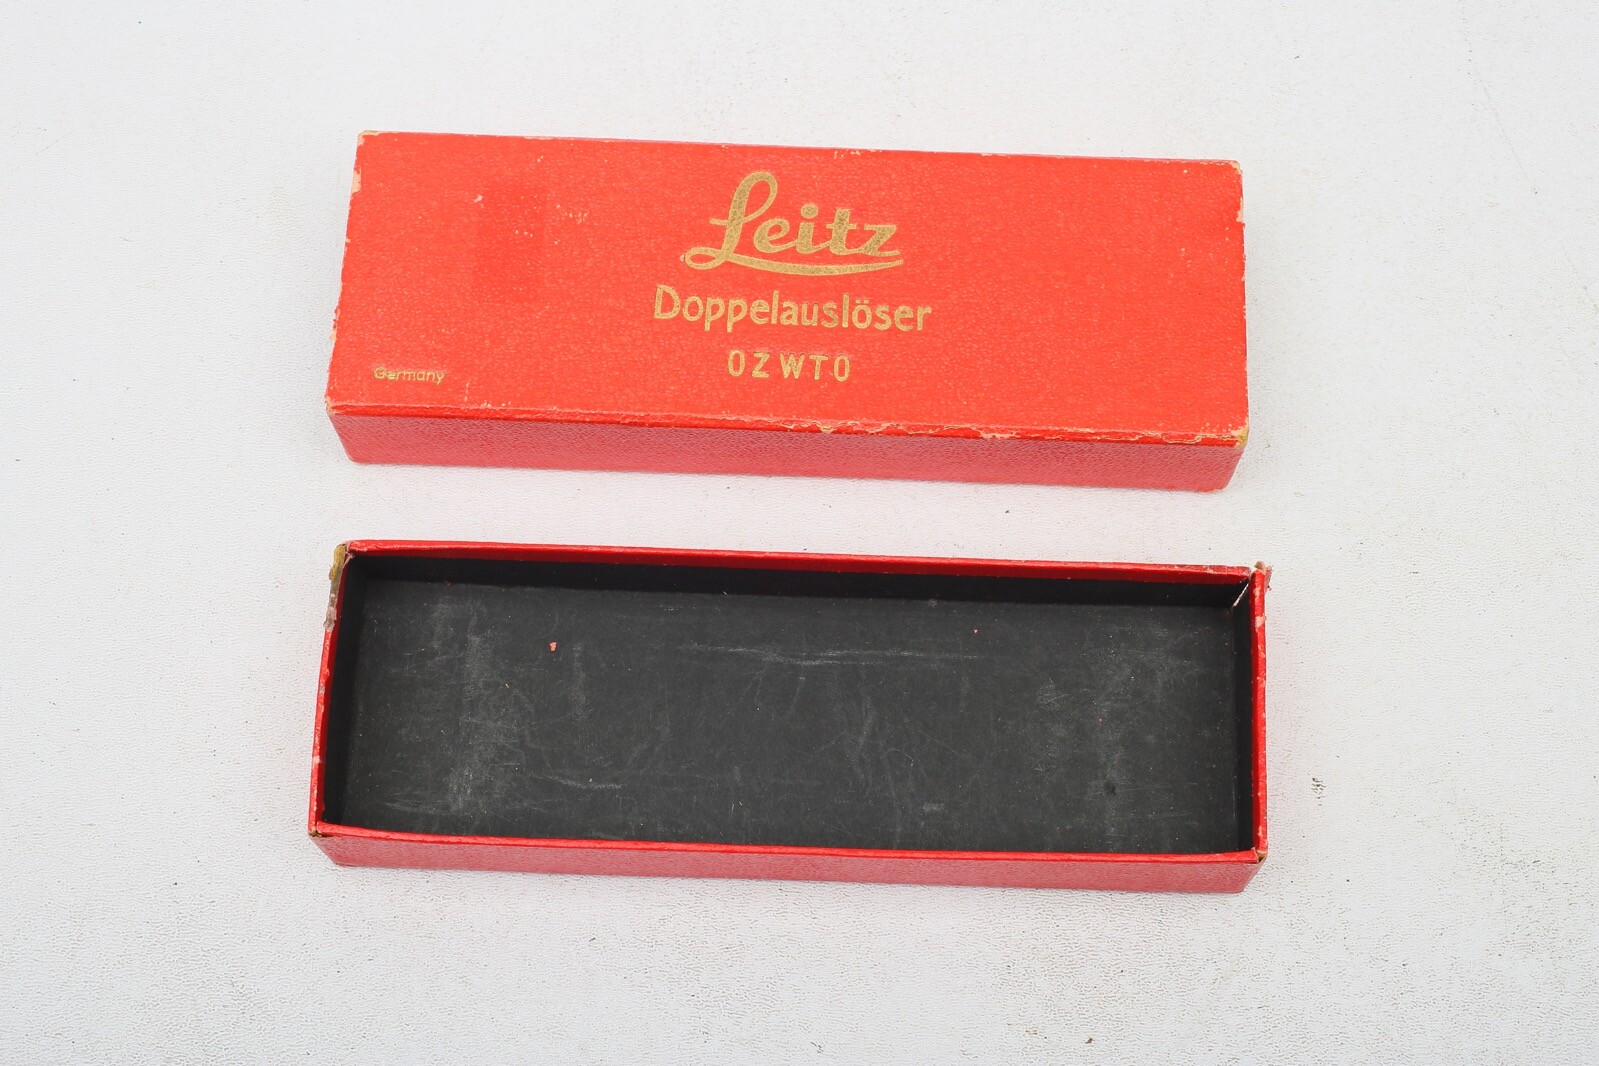 Leitz
Doppelauslöser
OZWTO
Germany